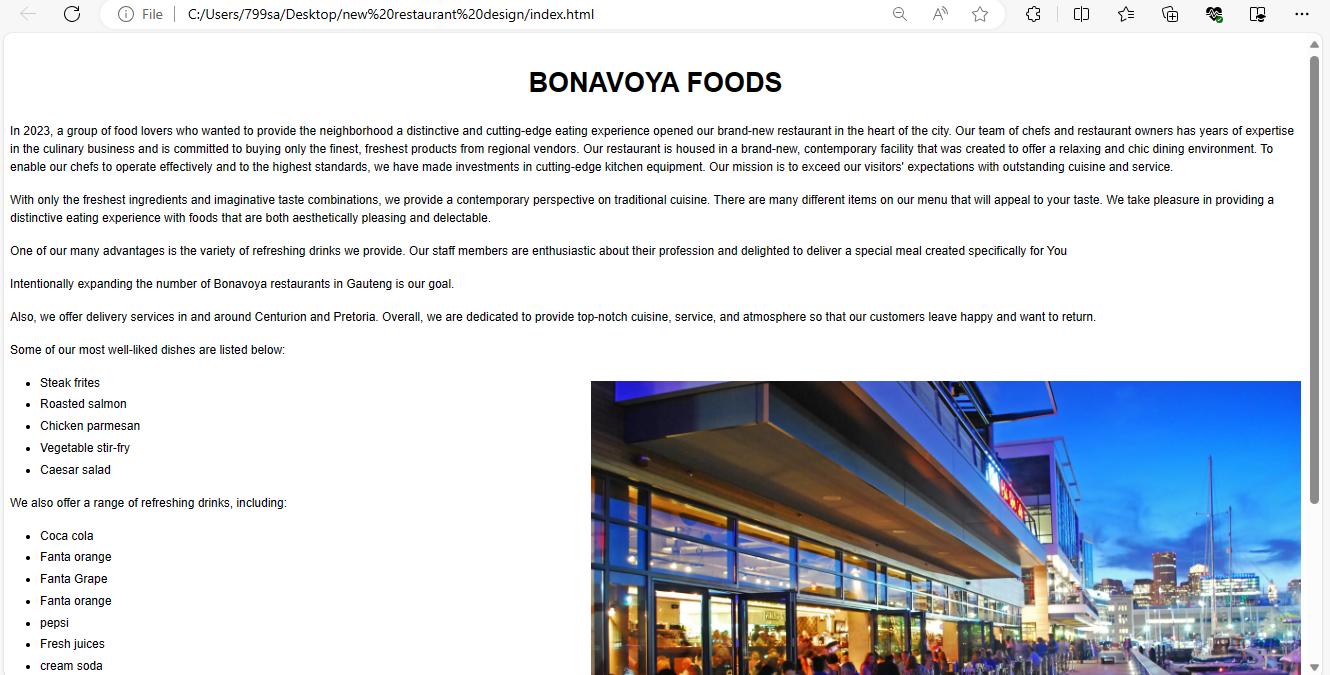 File
C:/Users/799sa/Desktop/new%20restaurant%20design/index.html
BONAVOYA FOODS
In 2023, a group of food lovers who wanted to provide the neighborhood a distinctive and cutting-edge eating experience opened our brand-new restaurant in the heart of the city. Our team of chefs and restaurant owners has years of expertise
in the culinary business and is committed to buying only the finest, freshest products from regional vendors. Our restaurant is housed in a brand-new, contemporary facility that was created to offer a relaxing and chic dining environment. To
enable our chefs to operate effectively and to the highest standards, we have made investments in cutting-edge kitchen equipment. Our mission is to exceed our visitors' expectations with outstanding cuisine and service.
With only the freshest ingredients and imaginative taste combinations, we provide a contemporary perspective on traditional cuisine. There are many different items on our menu that will appeal to your taste. We take pleasure in providing a
distinctive eating experience with foods that are both aesthetically pleasing and delectable.
One of our many advantages is the variety of refreshing drinks we provide. Our staff members are enthusiastic about their profession and delighted to deliver a special meal created specifically for You
Intentionally expanding the number of Bonavoya restaurants in Gauteng is our goal.
Also, we offer delivery services in and around Centurion and Pretoria. Overall, we are dedicated to provide top-notch cuisine, service, and atmosphere so that our customers leave happy and want to return.
Some of our most well-liked dishes are listed below:
Steak frites
Roasted salmon
Chicken parmesan
Vegetable stir-fry
Caesar salad
We also offer a range of refreshing drinks, including:
Coca cola
Fanta orange
Fanta Grape
Fanta orange
pepsi
Fresh juices
cream soda